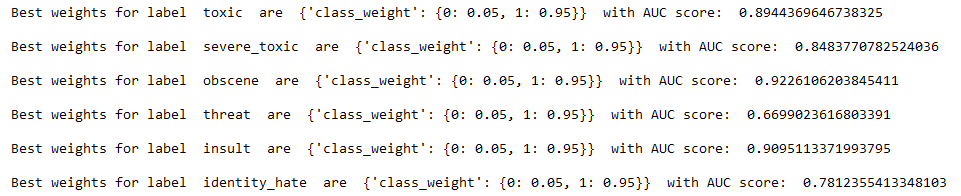 Best weights for label  toxic  are  {'class_weight': {0: 0.05, 1: 0.95}}  with AUC score:  0.8944369646738325
Best weights for label  severe_toxic  are  {'class_weight': {0: 0.05, 1: 0.95}}  with AUC score:  0.8483770782524036
Best weights for label  obscene  are  {'class_weight': {0: 0.05, 1: 0.95}}  with AUC score:  0.9226106203845411
Best weights for label  threat  are  {'class_weight': {0: 0.05, 1: 0.95}}  with AUC score:  0.6699023616803391
Best weights for label  insult  are  {'class_weight': {0: 0.05, 1: 0.95}}  with AUC score:  0.9095113371993795
Best weights for label  identity_hate  are  {'class_weight': {0: 0.05, 1: 0.95}}  with AUC score:  0.7812355413348103